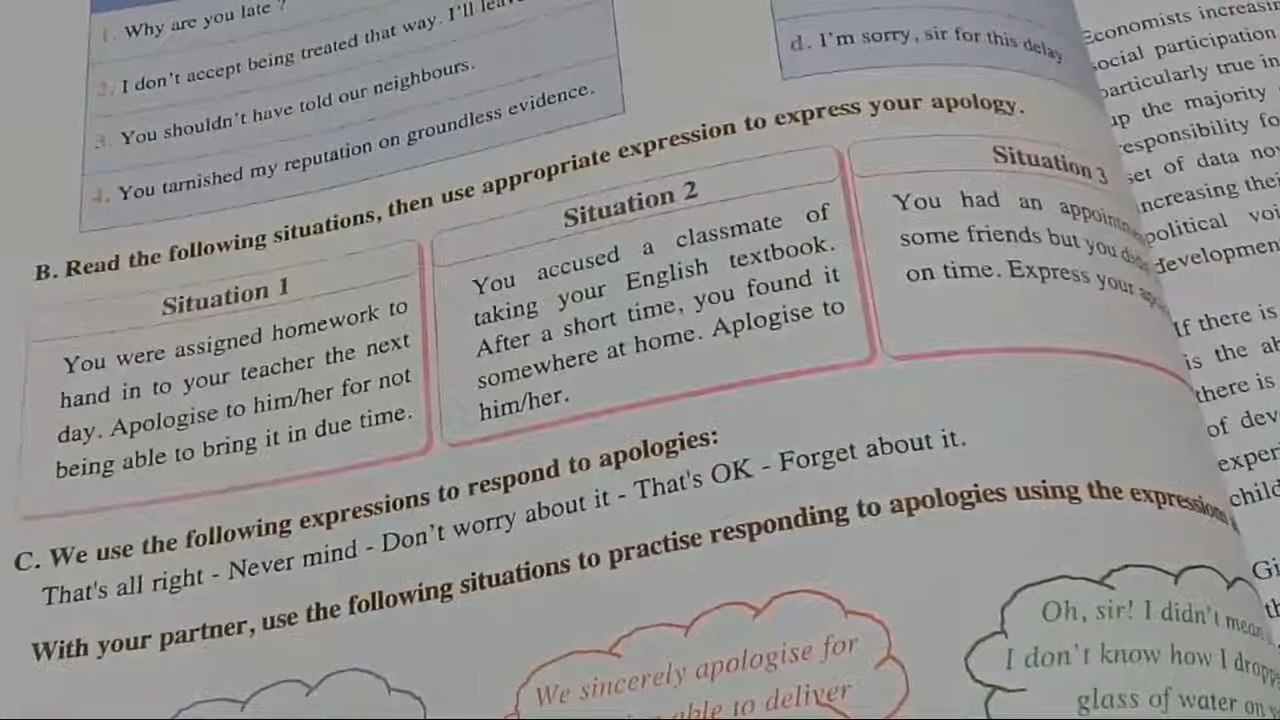 1. Why are you late ?
2. I don't accept being treated that way. I'll
3. You shouldn't have told our neighbours.
4. You tarnished my reputation on groundless evidence.
d. I'm sorry, sir for this delay
B. Read the following situations, then use appropriate expression to express your apology.
Situation 1
You were assigned homework to
hand in to your teacher the next
day. Apologise to him/her for not
being able to bring it in due time.
Situation 2
You accused a classmate of
taking your English textbook.
After a short time, you found it
somewhere at home. Aplogise to
him/her.
Situation 3
You had an
some friends but you
on time. Express your
C. We use the following expressions to respond to apologies:
That's all right - Never mind - Don't worry about it - That's OK - Forget about it.
With your partner, use the following situations to practise responding to apologies using the
We sincerely apologise for
able to deliver
Oh, sir! I didn't mean
I don't know how I
glass of water on
Economists
social participation
particularly true in
up the majority
responsibility
set of data
increasing
political
If there is
is the
there is
of